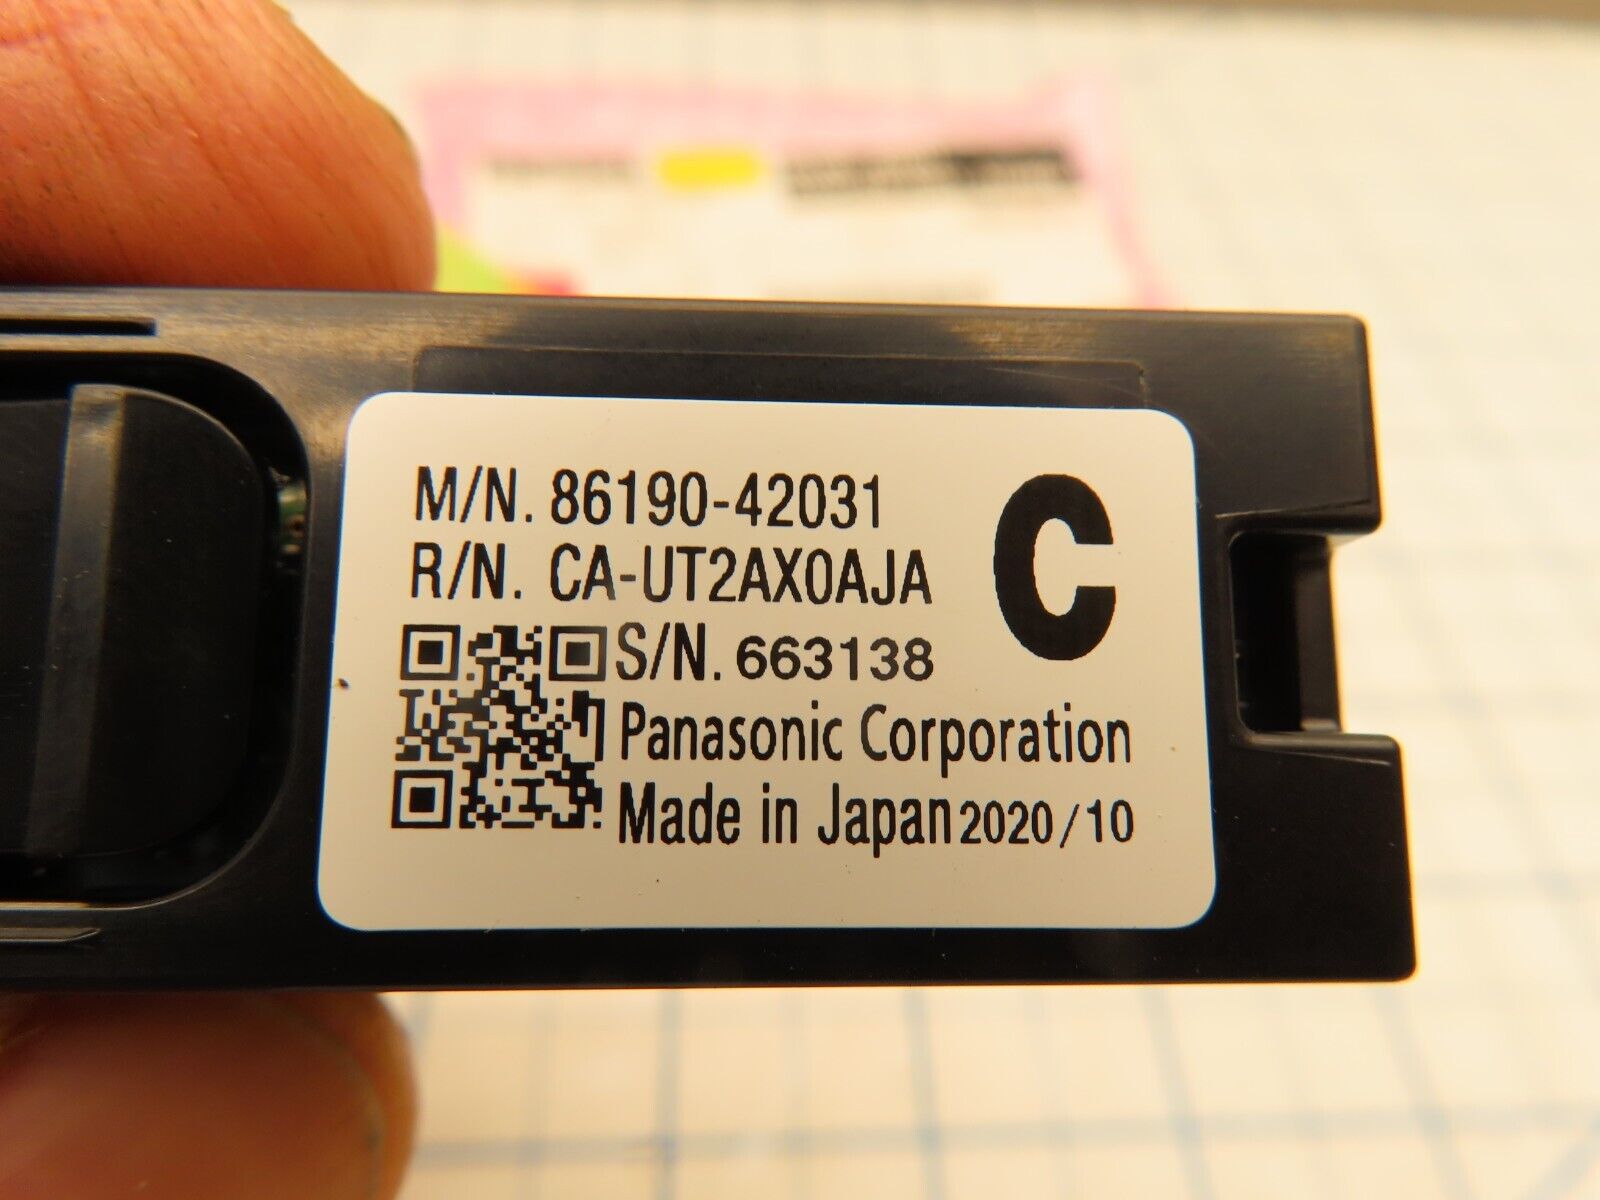 M/N. 86190-42031
R/N. CA-UT2AX0AJA
C
S/N. 663138
Panasonic Corporation
Made in Japan 2020/10